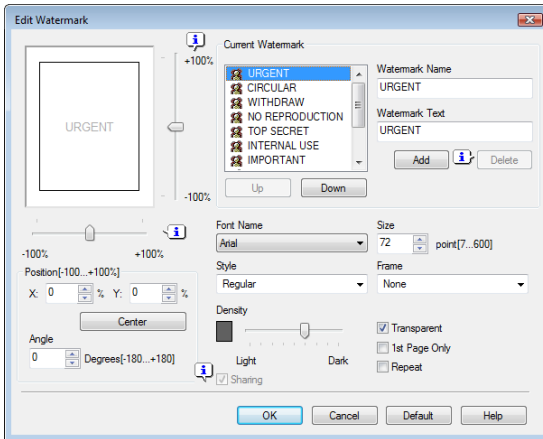 Edit Watermark
+100%
-100%
URGENT
-100%
+100%
Position[-100...+100%]
X: 0 % Y: 0 %
Center
Angle
0 Degrees[-180...+180]
Current Watermark
URGENT
CIRCULAR
WITHDRAW
NO REPRODUCTION
TOP SECRET
INTERNAL USE
IMPORTANT
Up Down
Watermark Name
URGENT
Watermark Text
URGENT
Add Delete
Font Name
Arial
Size
72 point[7...600]
Style
Regular
Frame
None
Density
Light Dark
Sharing
Transparent
1st Page Only
Repeat
OK Cancel Default Help